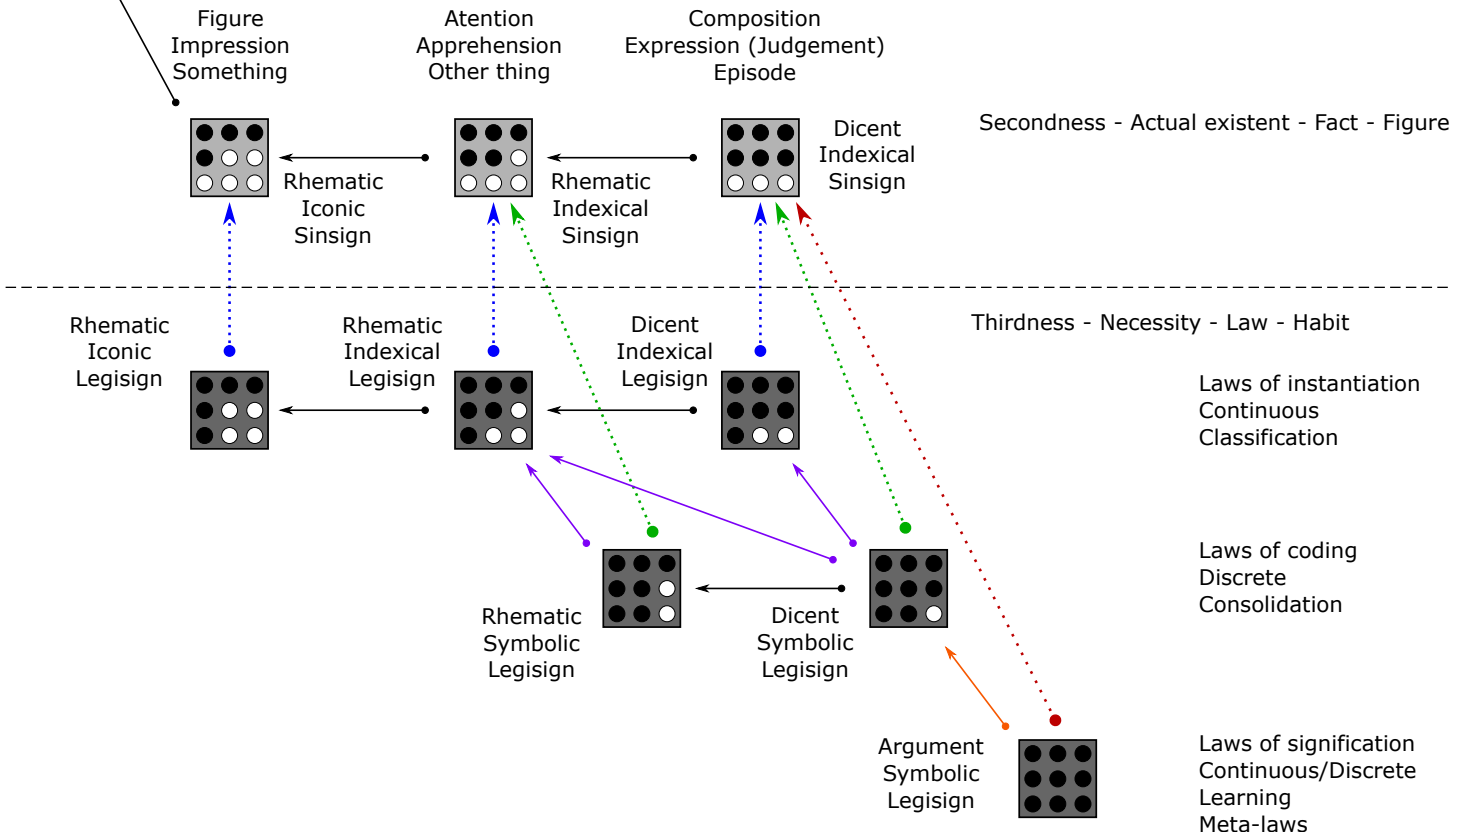 Figure
Impression
Something
Atention
Apprehension
Other thing
Composition
Expression (Judgement)
Episode
Secondness - Actual existent - Fact - Figure
Rhematic
Iconic
Sinsign
Rhematic
Indexical
Sinsign
Dicent
Indexical
Sinsign
Thirdness - Necessity - Law - Habit
Rhematic
Iconic
Legisign
Rhematic
Indexical
Legisign
Dicent
Indexical
Legisign
Laws of instantiation
Continuous
Classification
Rhematic
Symbolic
Legisign
Dicent
Symbolic
Legisign
Laws of coding
Discrete
Consolidation
Argument
Symbolic
Legisign
Laws of signification
Continuous/Discrete
Learning
Meta-laws